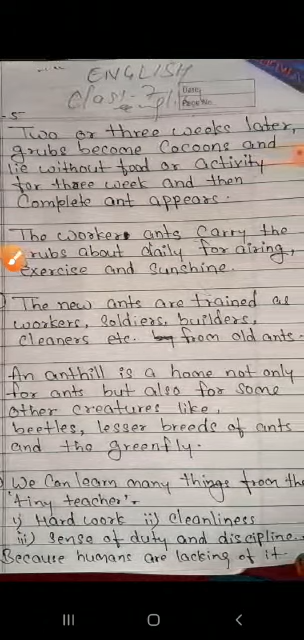 ENGLISH
Class-7
Date
Page No.
-5
Two or three weeks later,
grubs become Cocoons and
lie without food or activity
for three week and then
Complete ant appears.
The workers ants carry the
rubs about daily for airing,
exercise and sunshine.
The new ants are trained as
workers, soldiers, builders,
cleaners etc. from old ants.
An anthill is a home not only
for ants but also for some
other creatures like,
beetles, lesser breeds of ants
and the greenfly.
We Can learn many things from the
'tiny teacher'.
i) Hard work ii) cleanliness
iii) sense of duty and discipline.
Because humans are lacking of it.